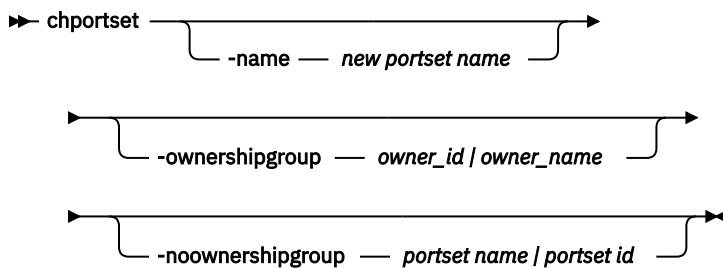 chportset
-name new portset name
-ownershipgroup owner_id | owner_name
-noownershipgroup portset name | portset id